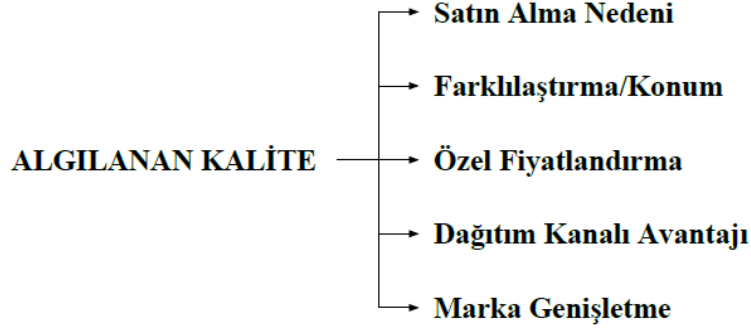 Satın Alma Nedeni
Farklılaştırma/Konum
ALGILANAN KALİTE
Özel Fiyatlandırma
Dağıtım Kanalı Avantajı
Marka Genişletme